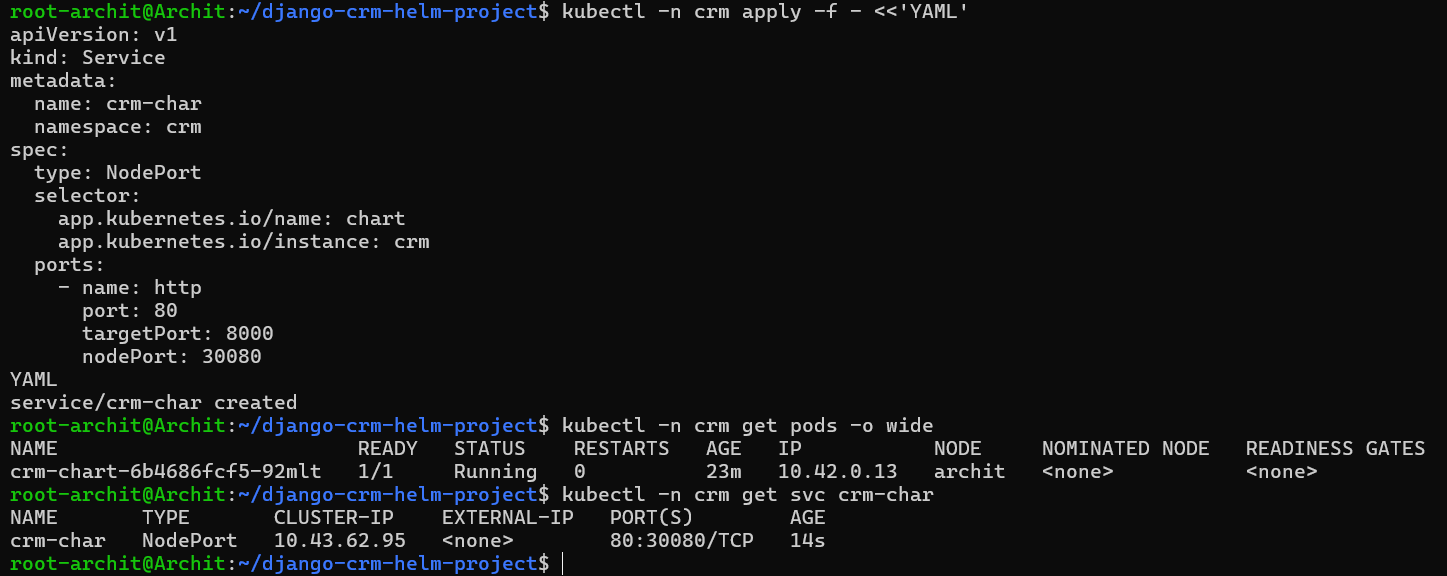 root-archit@Archit:~/django-crm-helm-project$ kubectl -n crm apply -f - <<'YAML'
apiVersion: v1
kind: Service
metadata:
  name: crm-char
  namespace: crm
spec:
  type: NodePort
  selector:
    app.kubernetes.io/name: chart
    app.kubernetes.io/instance: crm
  ports:
    - name: http
      port: 80
      targetPort: 8000
      nodePort: 30080
YAML
service/crm-char created
root-archit@Archit:~/django-crm-helm-project$ kubectl -n crm get pods -o wide
NAME                         READY   STATUS    RESTARTS   AGE   IP           NODE     NOMINATED NODE   READINESS GATES
crm-chart-6b4686fcf5-92mlt   1/1     Running   0          23m   10.42.0.13   archit   <none>           <none>
root-archit@Archit:~/django-crm-helm-project$ kubectl -n crm get svc crm-char
NAME       TYPE       CLUSTER-IP    EXTERNAL-IP   PORT(S)        AGE
crm-char   NodePort   10.43.62.95   <none>        80:30080/TCP   14s
root-archit@Archit:~/django-crm-helm-project$